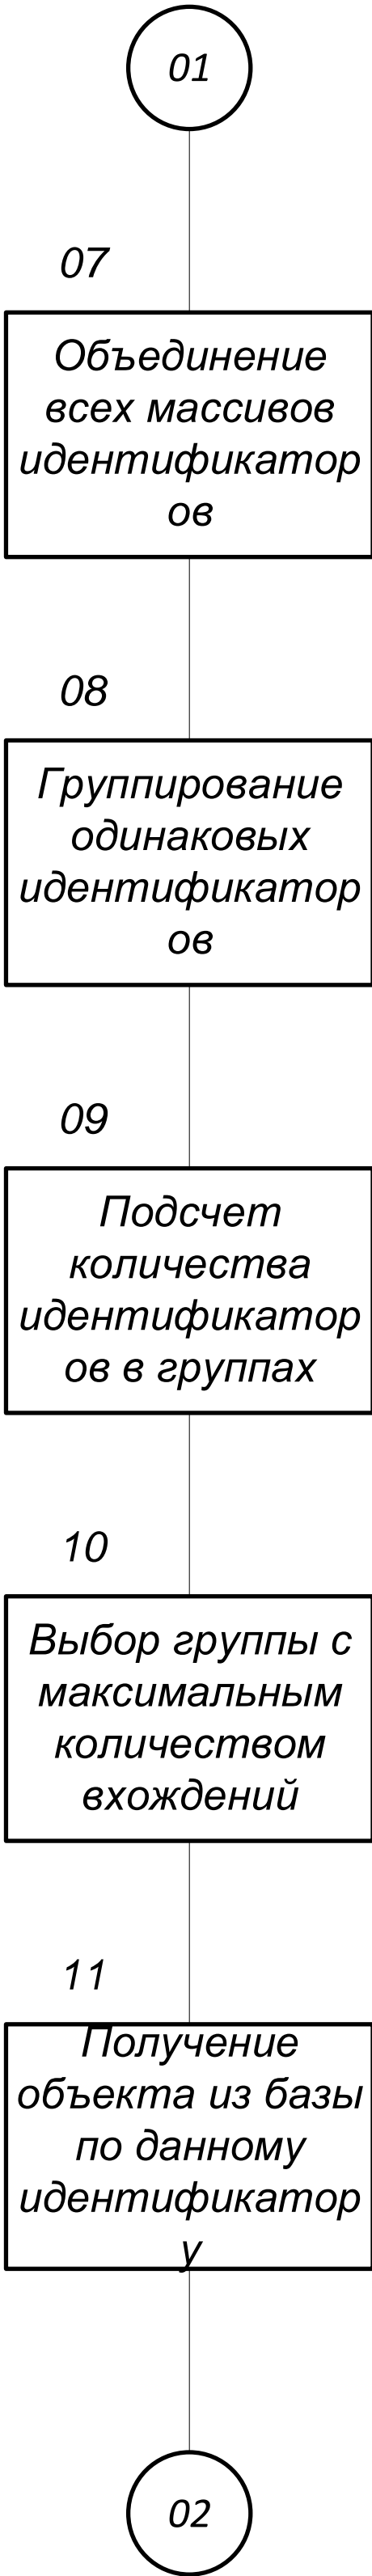 01
07
Объединение
всех массивов
идентификатор
ов
08
Группирование
одинаковых
идентификатор
ов
09
Подсчет
количества
идентификатор
ов в группах
10
Выбор группы с
максимальным
количеством
вхождений
11
Получение
объекта из базы
по данному
идентификатор
у
02